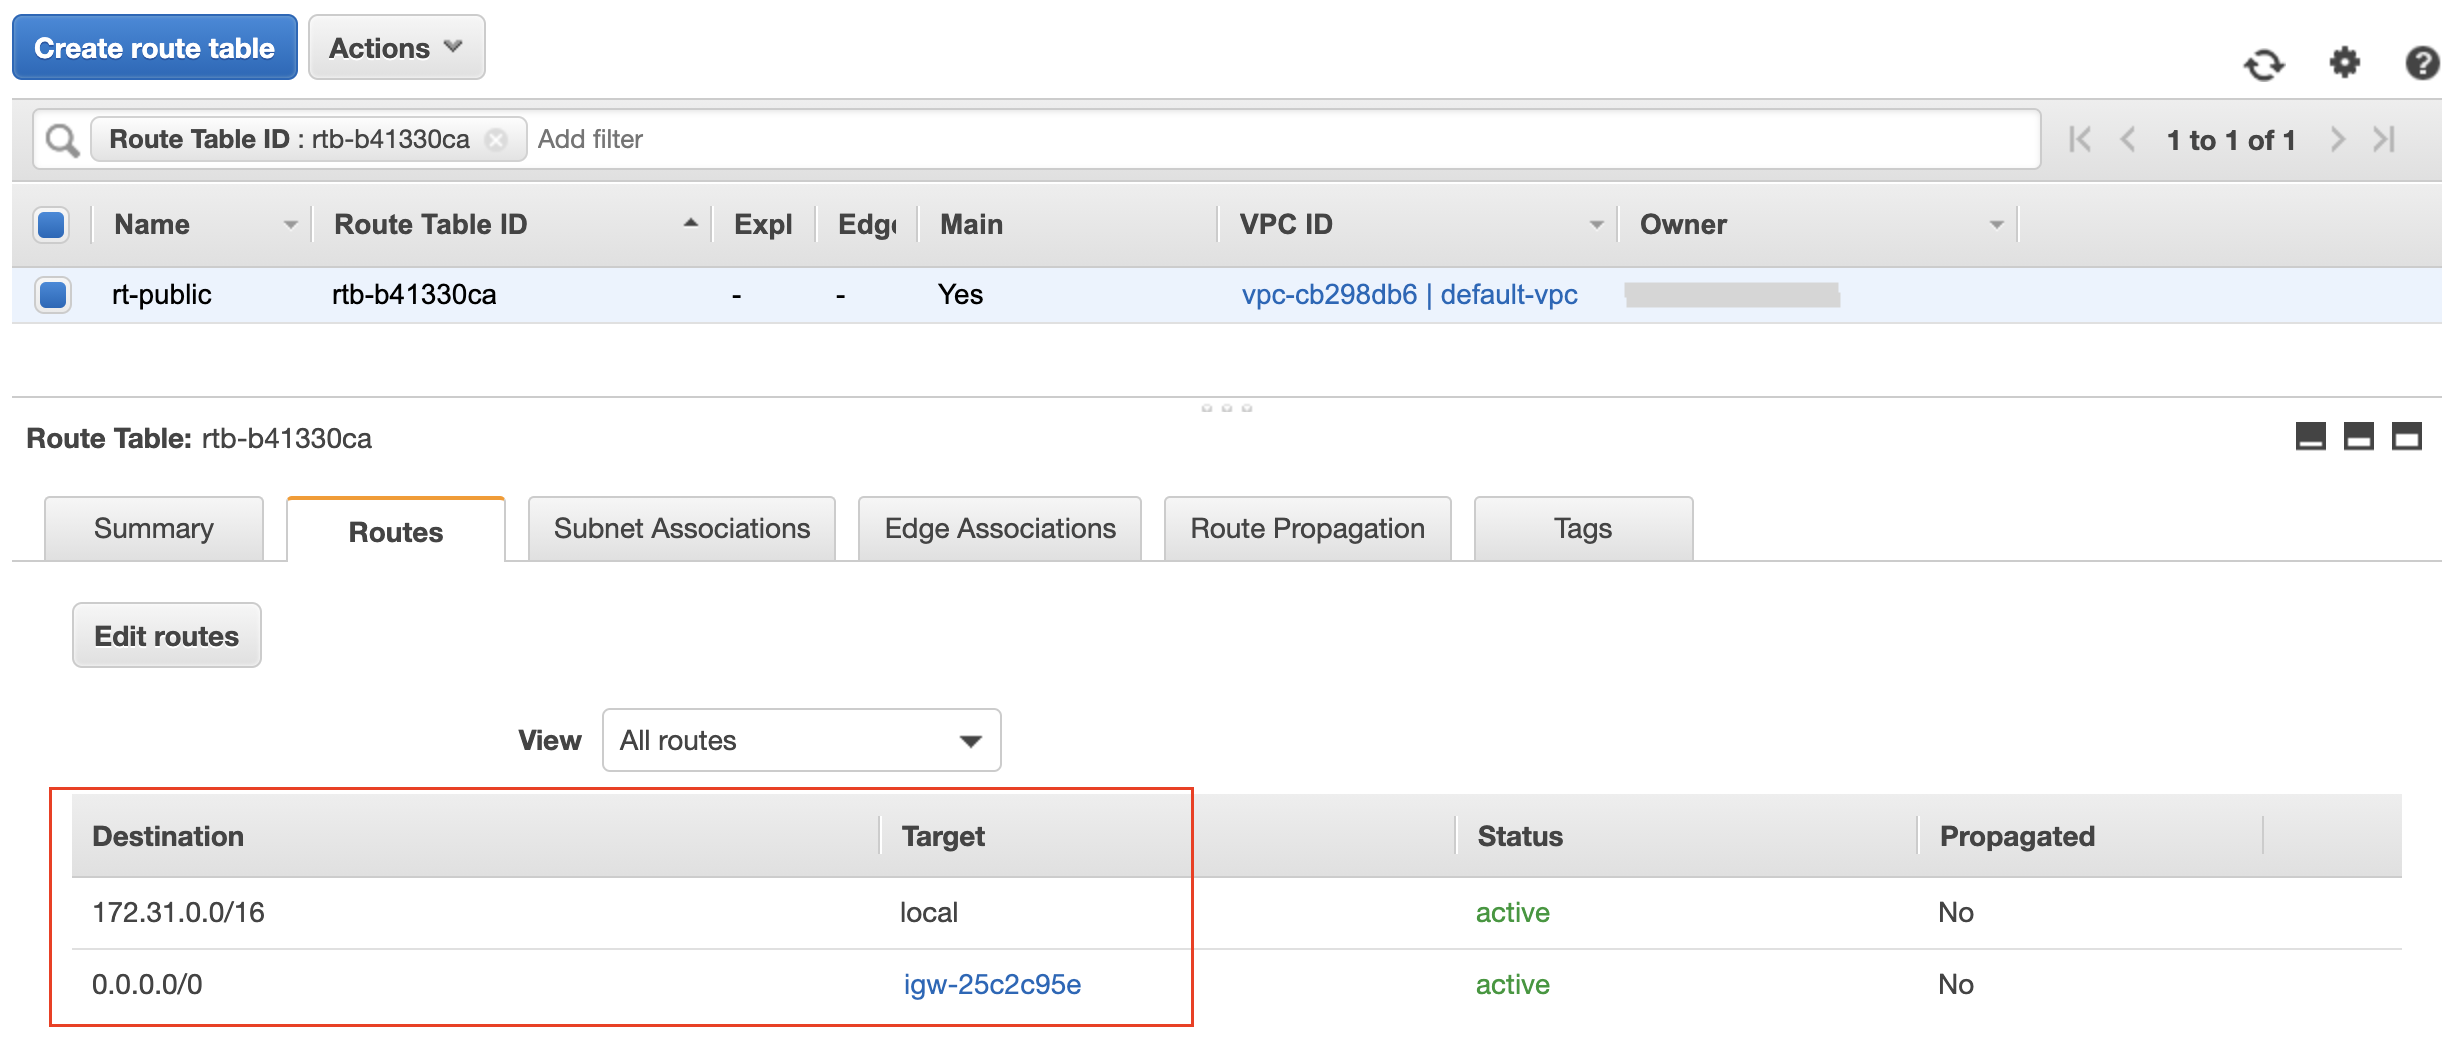 Create route table Actions
Route Table ID : rtb-b41330ca Add filter 1 to 1 of 1
Name Route Table ID Expl Edge Main VPC ID Owner
rt-public rtb-b41330ca - - Yes vpc-cb298db6 | default-vpc
Route Table: rtb-b41330ca
Summary Routes Subnet Associations Edge Associations Route Propagation Tags
Edit routes
View All routes
Destination Target Status Propagated
172.31.0.0/16 local active No
0.0.0.0/0 igw-25c2c95e active No